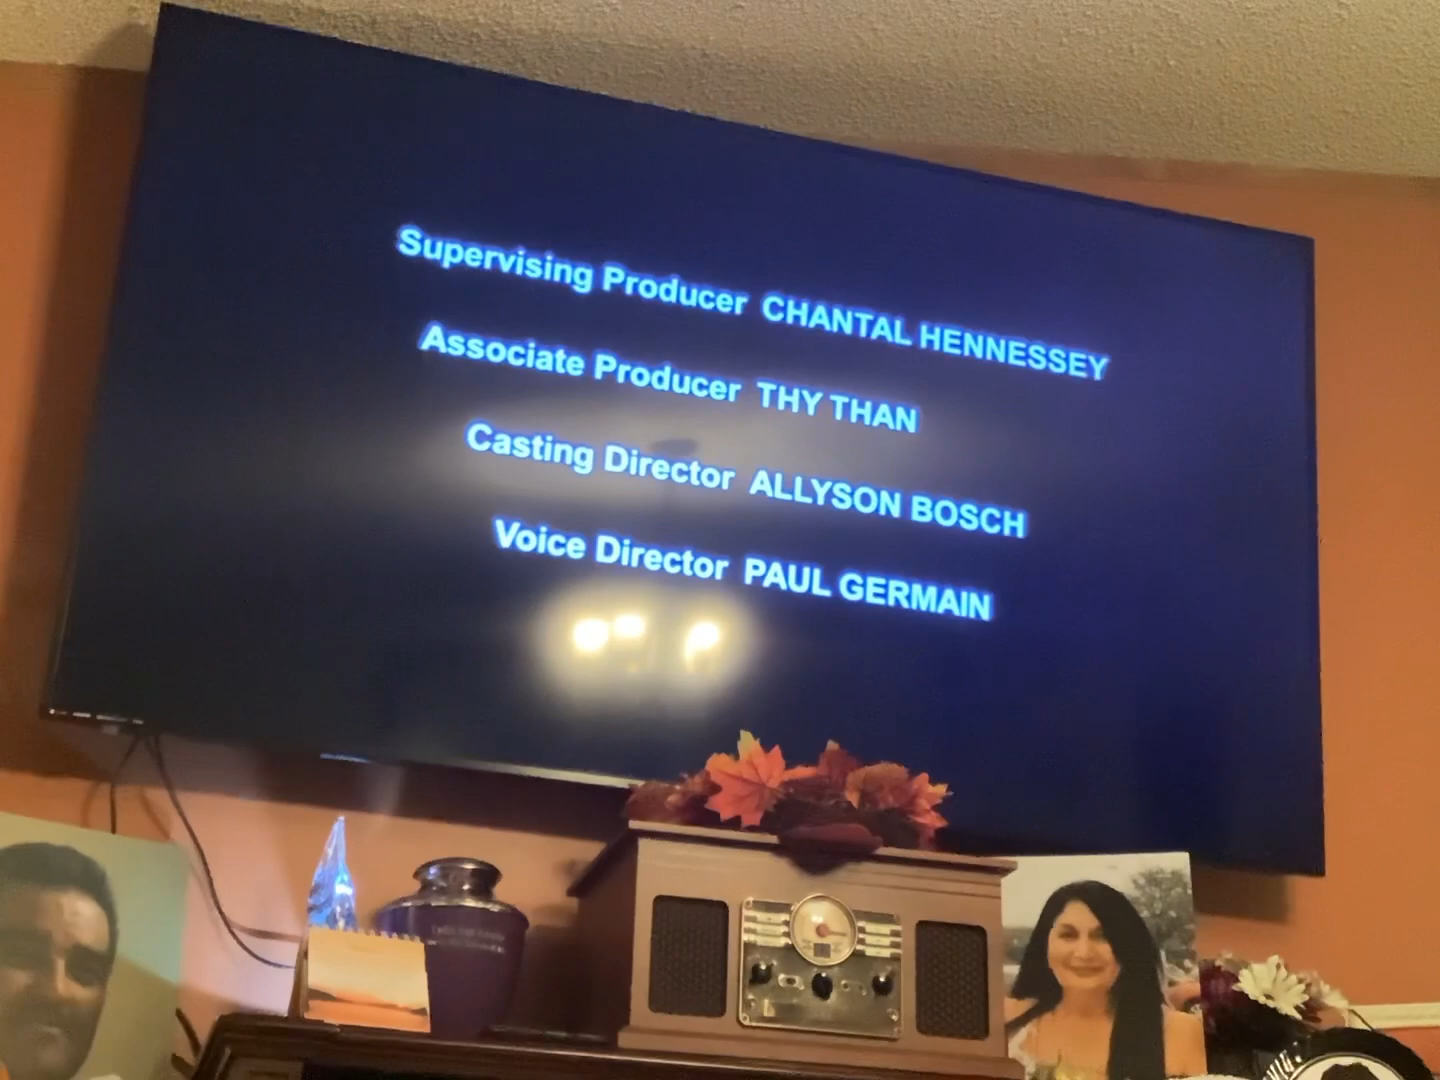 Supervising Producer CHANTAL HENNESSEY
Associate Producer THY THAN
Casting Director ALLYSON BOSCH
Voice Director PAUL GERMAIN